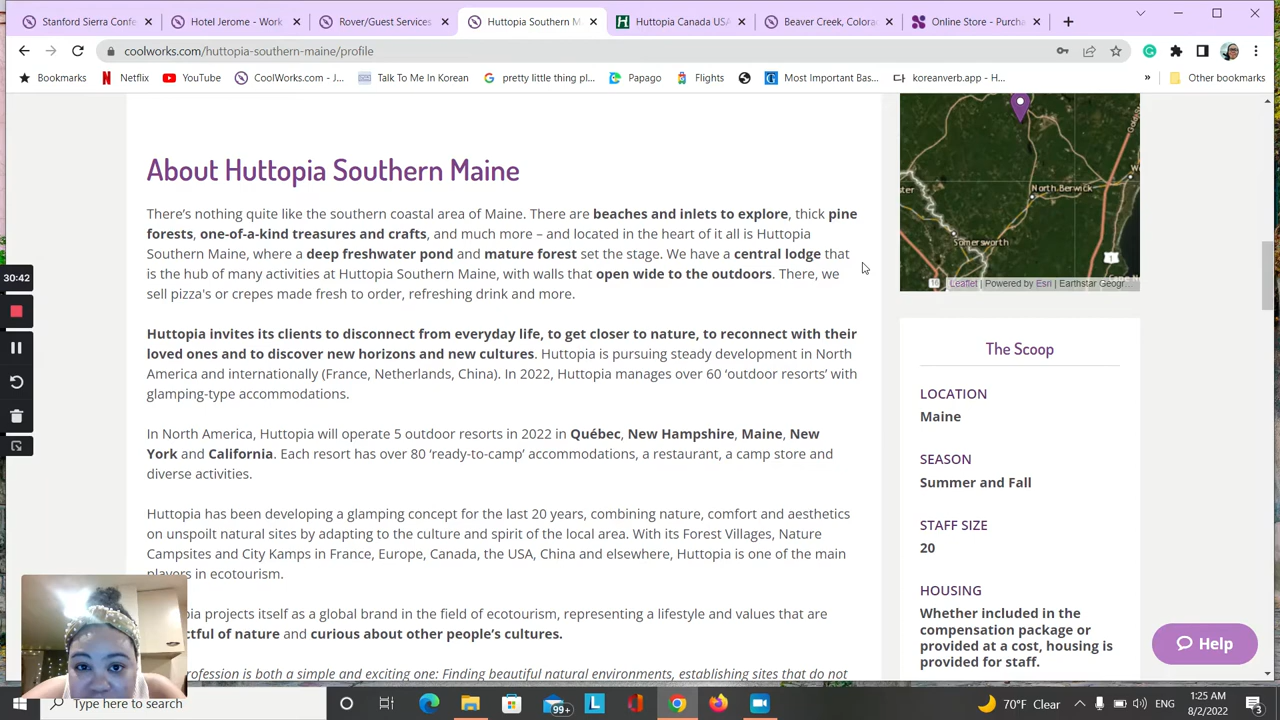 Stanford Sierra Conf
Hotel Jerome - Work
Rover/Guest Services
Huttopia Southern M
Huttopia Canada USA
Beaver Creek, Colora
Online Store - Purcha
coolworks.com/huttopia-southern-maine/profile
Bookmarks
Netflix
YouTube
CoolWorks.com - J...
Talk To Me In Korean
pretty little thing pl...
Papago
Flights
Most Important Bas...
koreanverb.app - H...
»
Other bookmarks
About Huttopia Southern Maine
There's nothing quite like the southern coastal area of Maine. There are beaches and inlets to explore, thick pine
forests, one-of-a-kind treasures and crafts, and much more – and located in the heart of it all is Huttopia
Southern Maine, where a deep freshwater pond and mature forest set the stage. We have a central lodge that
is the hub of many activities at Huttopia Southern Maine, with walls that open wide to the outdoors. There, we
sell pizza's or crepes made fresh to order, refreshing drink and more.
Huttopia invites its clients to disconnect from everyday life, to get closer to nature, to reconnect with their
loved ones and to discover new horizons and new cultures. Huttopia is pursuing steady development in North
America and internationally (France, Netherlands, China). In 2022, Huttopia manages over 60 'outdoor resorts' with
glamping-type accommodations.
In North America, Huttopia will operate 5 outdoor resorts in 2022 in Québec, New Hampshire, Maine, New
York and California. Each resort has over 80 'ready-to-camp' accommodations, a restaurant, a camp store and
diverse activities.
Huttopia has been developing a glamping concept for the last 20 years, combining nature, comfort and aesthetics
on unspoilt natural sites by adapting to the culture and spirit of the local area. With its Forest Villages, Nature
Campsites and City Kamps in France, Europe, Canada, the USA, China and elsewhere, Huttopia is one of the main
players in ecotourism.
pia projects itself as a global brand in the field of ecotourism, representing a lifestyle and values that are
ctful of nature and curious about other people's cultures.
rofession is both a simple and exciting one: Finding beautiful natural environments, establishing sites that do not
North Berwick
Somersworth
1
Leaflet | Powered by Esri | Earthstar Geogr...
The Scoop
LOCATION
Maine
SEASON
Summer and Fall
STAFF SIZE
20
HOUSING
Whether included in the
compensation package or
provided at a cost, housing is
provided for staff.
Help
30:42
Type here to search
99+
70°F Clear
ENG
1:25 AM
8/2/2022
3